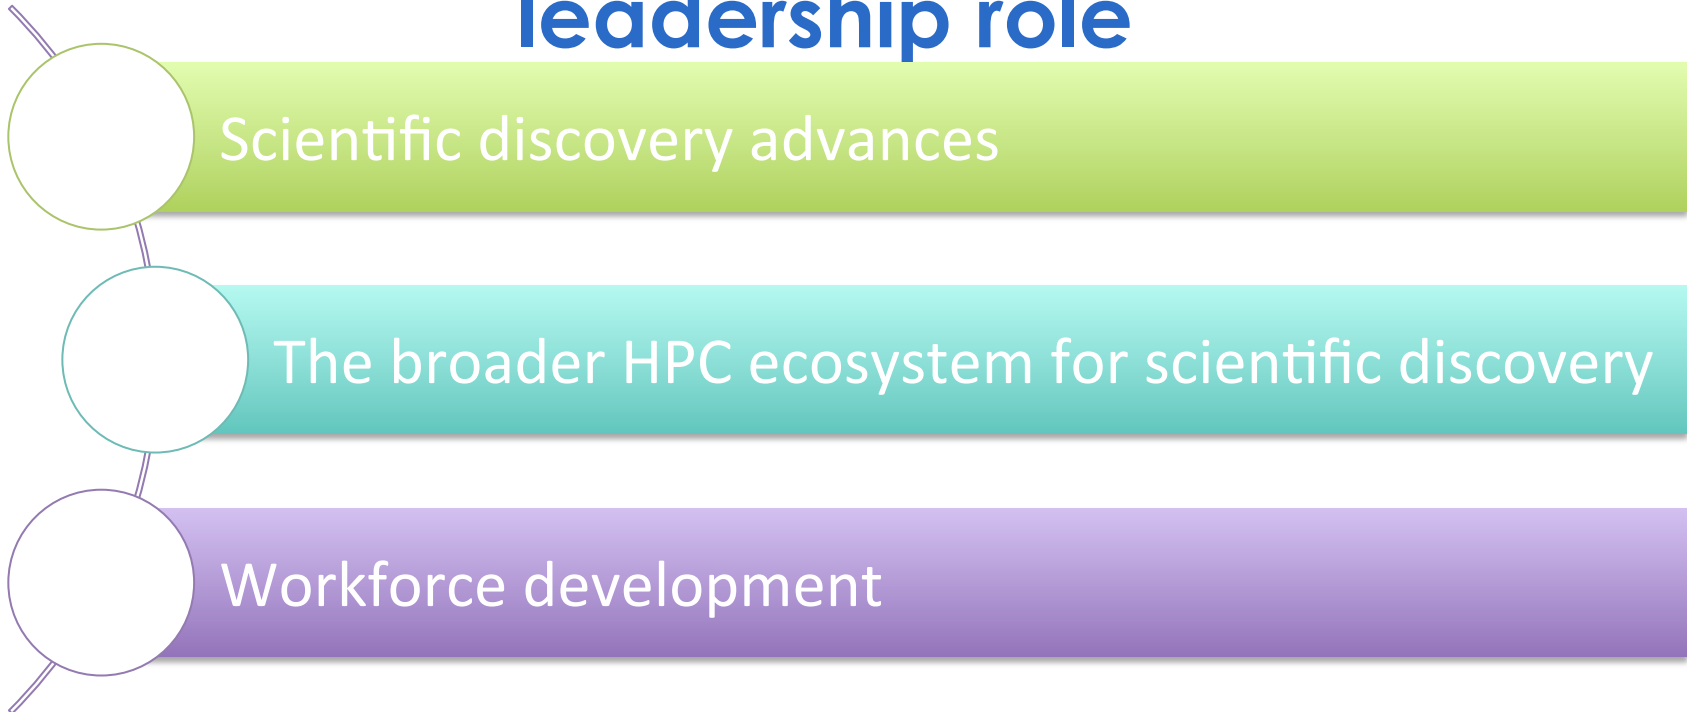 leadership role
Scientific discovery advances
The broader HPC ecosystem for scientific discovery
Workforce development